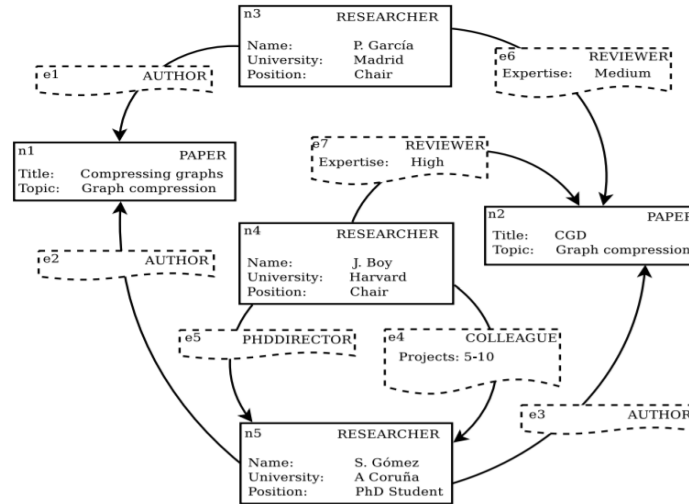 n3 RESEARCHER
Name: P. García
University: Madrid
Position: Chair
e1 AUTHOR
e6 REVIEWER
Expertise: Medium
n1 PAPER
Title: Compressing graphs
Topic: Graph compression
e7 REVIEWER
Expertise: High
n2 PAPER
Title: CGD
Topic: Graph compression
n4 RESEARCHER
Name: J. Boy
University: Harvard
Position: Chair
e2 AUTHOR
e5 PHDDIRECTOR
e4 COLLEAGUE
Projects: 5-10
e3 AUTHOR
n5 RESEARCHER
Name: S. Gómez
University: A Coruña
Position: PhD Student